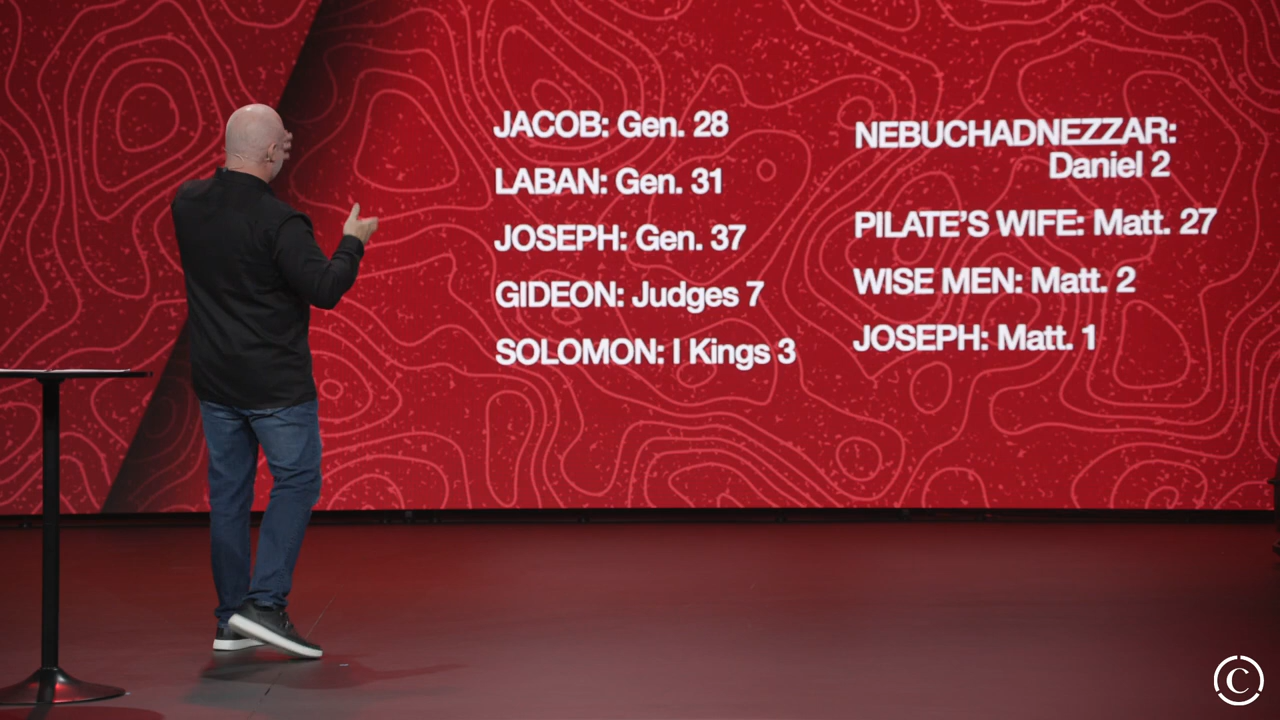 JACOB: Gen. 28
LABAN: Gen. 31
JOSEPH: Gen. 37
GIDEON: Judges 7
SOLOMON: I Kings 3
NEBUCHADNEZZAR:
Daniel 2
PILATE'S WIFE: Matt. 27
WISE MEN: Matt. 2
JOSEPH: Matt. 1
C